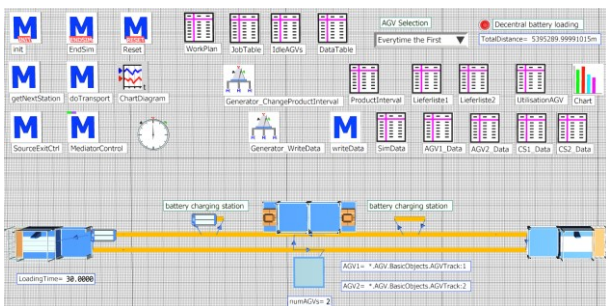 AGV Selection
Everytime the First
Decentral battery loading
TotalDistance= 5395289.99991015m
INIT
M
init
ENDSIM
M
EndSim
RESET
M
Reset
WorkPlan
JobTable
IdleAGVs
DataTable
M
getNextStation
M
doTransport
ChartDiagram
Generator_ChangeProductInterval
ProductInterval
Lieferliste1
Lieferliste2
UtilisationAGV
Chart
M
SourceExitCtrl
M
MediatorControl
Generator_WriteData
M
writeData
SimData
AGV1_Data
AGV2_Data
CS1_Data
CS2_Data
battery charging station
battery charging station
LoadingTime= 30.0000
AGV1= *.AGV.BasicObjects.AGVTrack:1
AGV2= *.AGV.BasicObjects.AGVTrack:2
numAGVs= 2